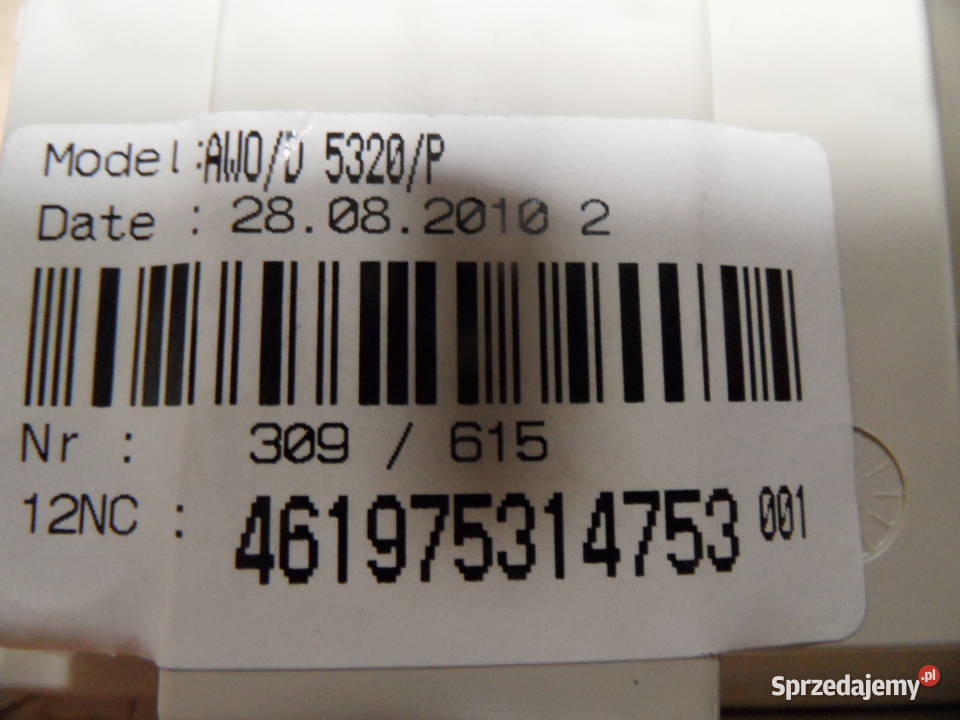 Model:AWO/D 5320/P
Date : 28.08.2010 2
Nr : 309 / 615
12NC : 461975314753 001
Sprzedajemy.pl